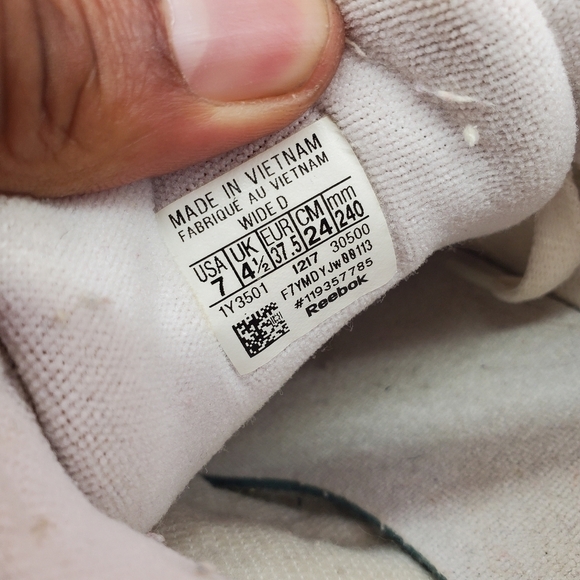 MADE IN VIETNAM
FABRIQUÉ AU VIETNAM
WIDE D
USA UK EUR CM mm
7 4½ 37.5 24 240
1Y3501 1217 30500
F7YMDYJw00113
#119357785
Reebok